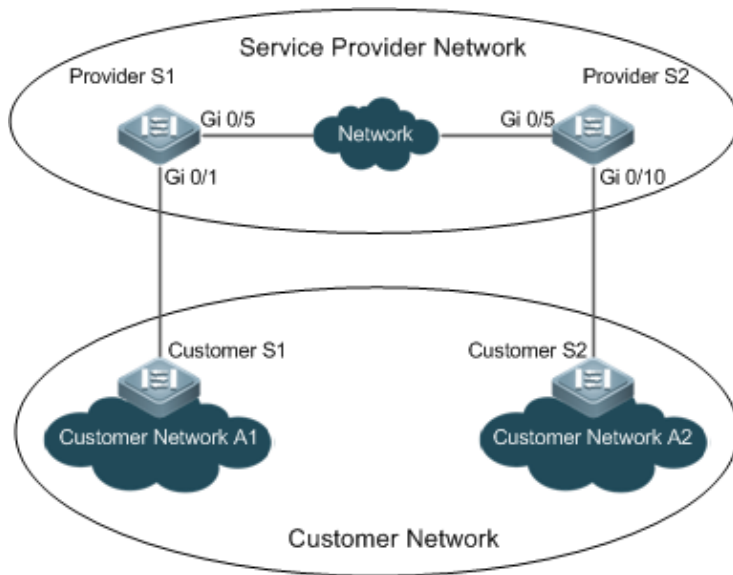 Service Provider Network
Provider S1
Provider S2
Gi 0/5
Network
Gi 0/5
Gi 0/1
Gi 0/10
Customer S1
Customer S2
Customer Network A1
Customer Network A2
Customer Network